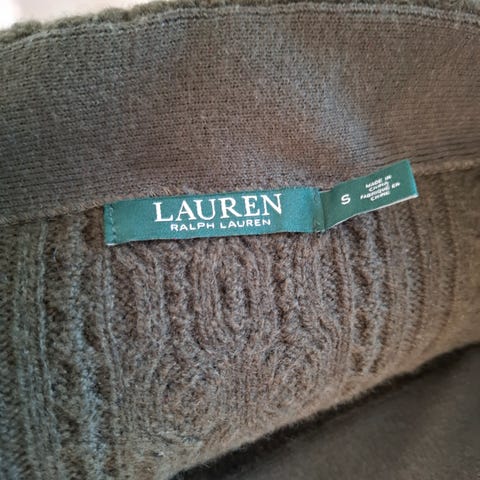 LAUREN
RALPH LAUREN
S
MADE IN
CHINA
FABRIQUÉ EN
CHINE